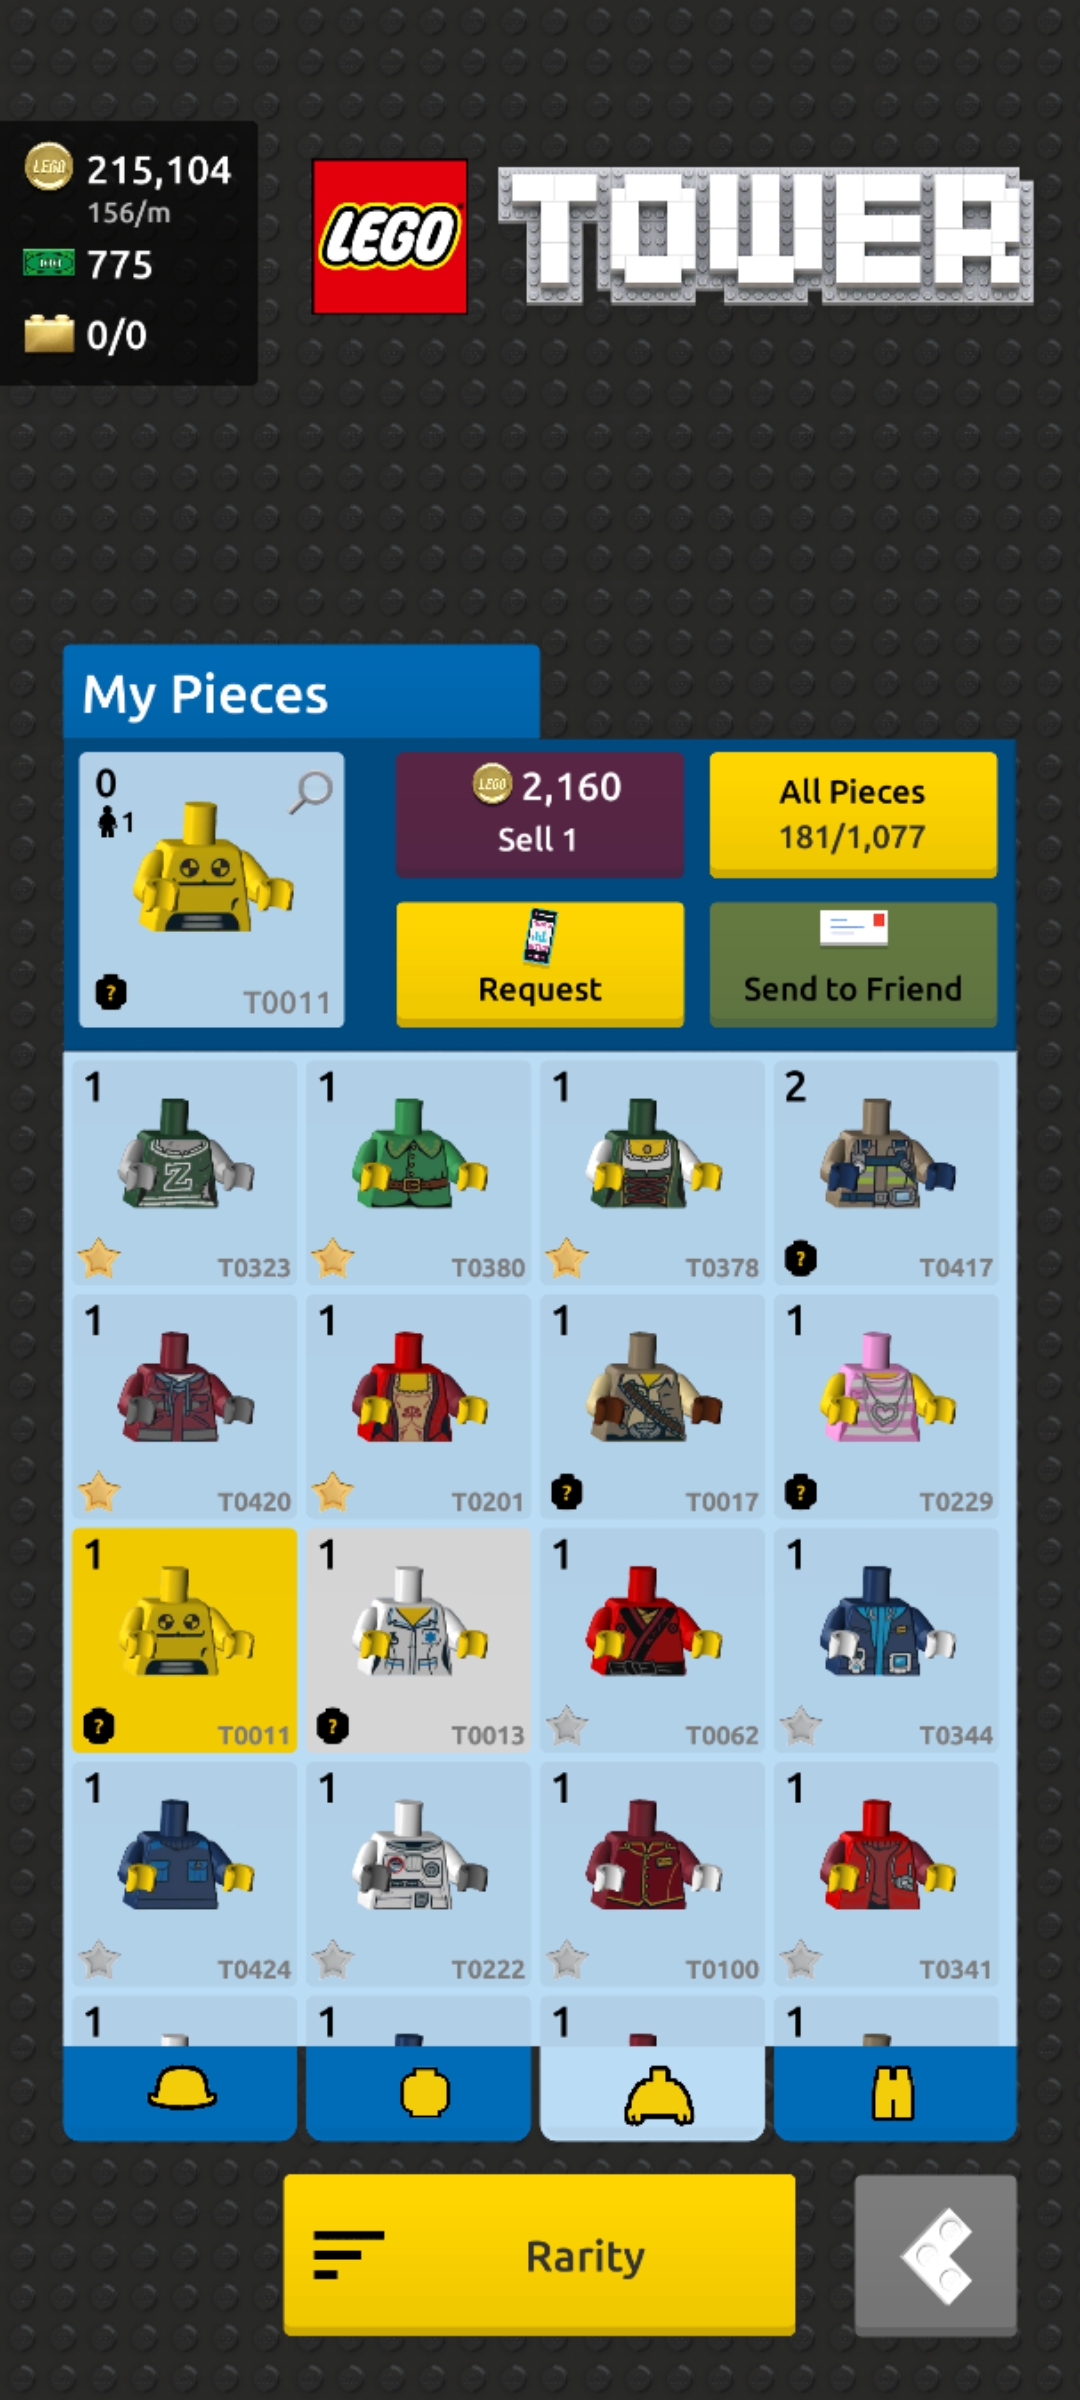 LEGO 215,104
156/m
775
0/0
LEGO TOWER
My Pieces
0
1
T0011
LEGO 2,160
Sell 1
All Pieces
181/1,077
Request
Send to Friend
1 1 1 2
Z
T0323 T0380 T0378 T0417
1 1 1 1
T0420 T0201 T0017 T0229
1 1 1 1
T0011 T0013 T0062 T0344
1 1 1 1
T0424 T0222 T0100 T0341
1 1 1 1
Rarity